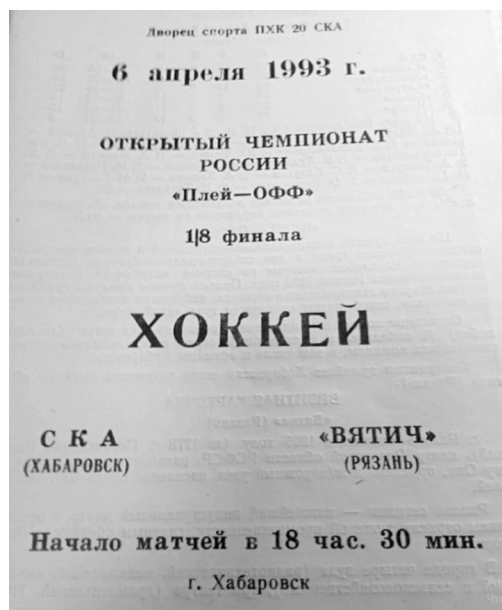 Дворец спорта ПХК 20 СКА
6 апреля 1993 г.
ОТКРЫТЫЙ ЧЕМПИОНАТ
РОССИИ
«Плей—ОФФ»
1|8 финала
ХОККЕЙ
СКА «ВЯТИЧ»
(ХАБАРОВСК) (РЯЗАНЬ)
Начало матчей в 18 час. 30 мин.
г. Хабаровск